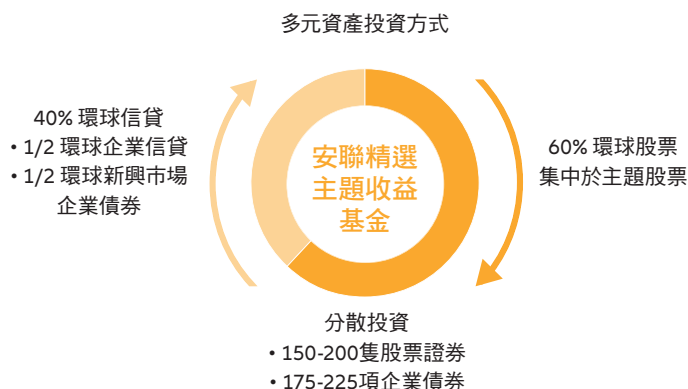 多元資產投資方式
40% 環球信貸
• 1/2 環球企業信貸
• 1/2 環球新興市場
企業債券
安聯精選
主題收益
基金
60% 環球股票
集中於主題股票
分散投資
• 150-200隻股票證券
• 175-225項企業債券